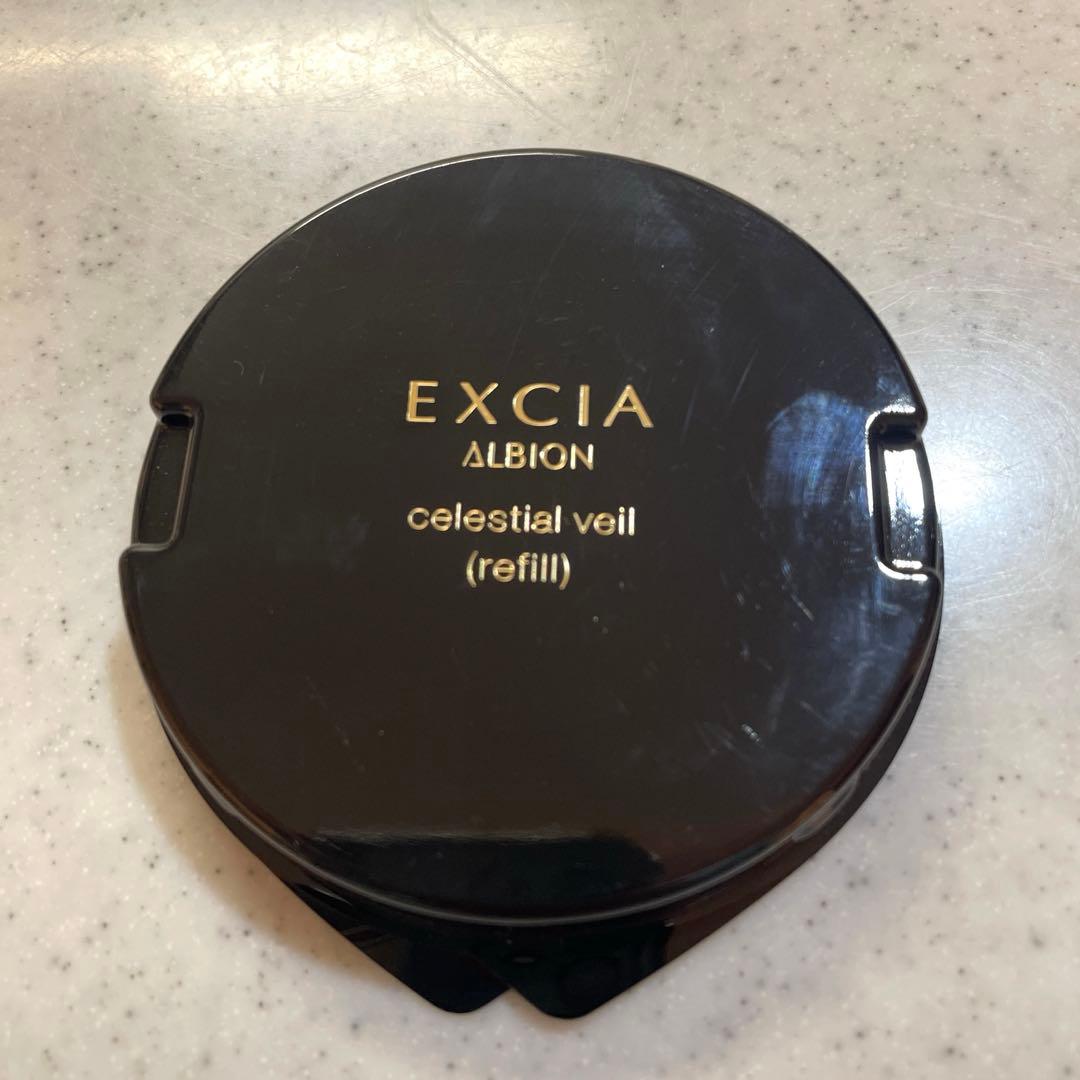 EXCIA
ALBION
celestial veil
(refill)